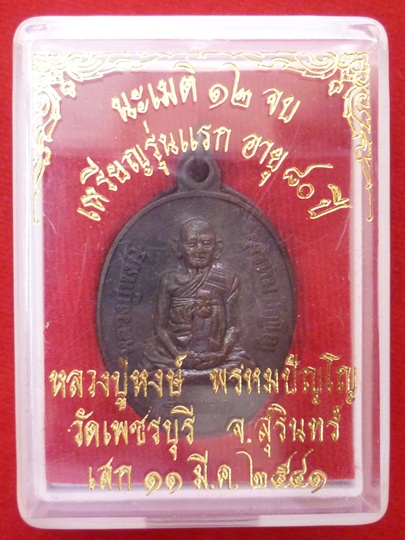 นะเมติ ๑๒ จบ
เหรียญรุ่นแรก อายุ ๘๐ ปี
หลวงปู่หงษ์ พรหมปัญโญ
วัดเพชรบุรี จ.สุรินทร์
เสก ๑๑ มี.ค. ๒๕๔๑